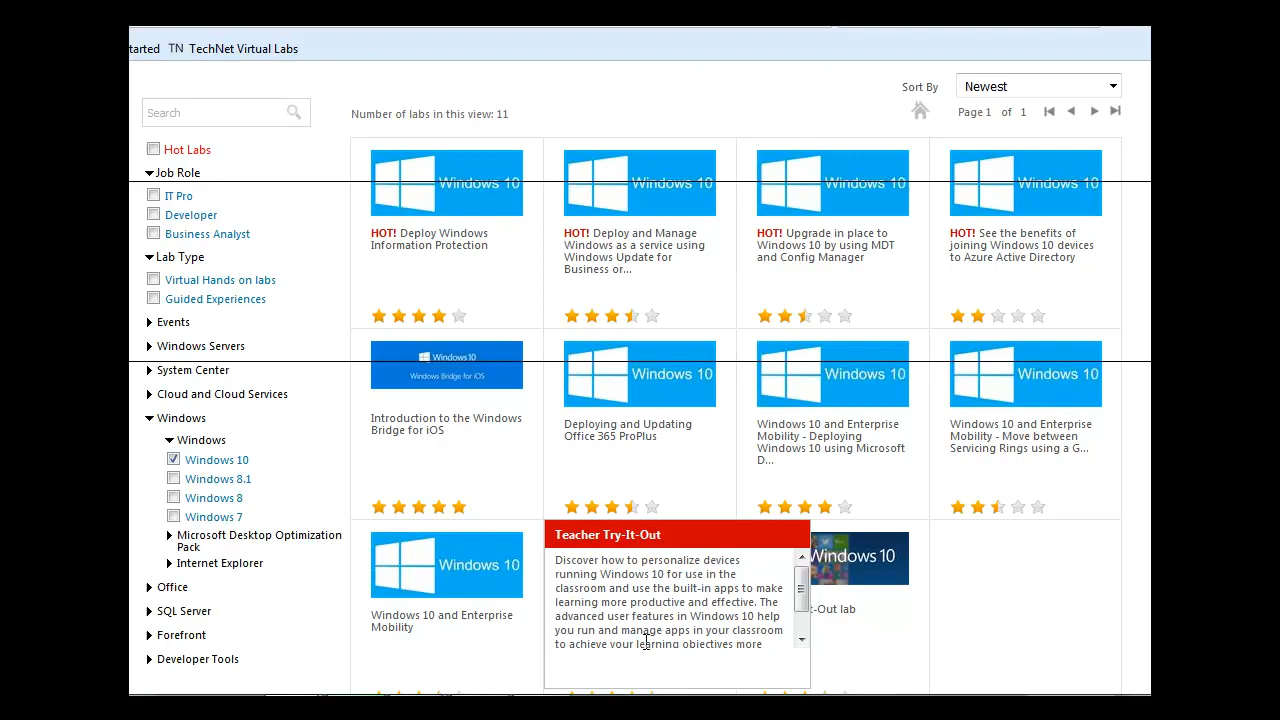 tarted TN TechNet Virtual Labs
Sort By Newest
Search
Number of labs in this view: 11
Page 1 of 1
Hot Labs
Job Role
IT Pro
Developer
Business Analyst
Lab Type
Virtual Hands on labs
Guided Experiences
Events
Windows Servers
System Center
Cloud and Cloud Services
Windows
Windows
Windows 10
Windows 8.1
Windows 8
Windows 7
Microsoft Desktop Optimization
Pack
Internet Explorer
Office
SQL Server
Forefront
Developer Tools
Windows 10
HOT! Deploy Windows
Information Protection
Windows 10
HOT! Deploy and Manage
Windows as a service using
Windows Update for
Business or...
Windows 10
HOT! Upgrade in place to
Windows 10 by using MDT
and Config Manager
Windows 10
HOT! See the benefits of
joining Windows 10 devices
to Azure Active Directory
Windows10
Windows Bridge for iOS
Introduction to the Windows
Bridge for iOS
Windows 10
Deploying and Updating
Office 365 ProPlus
Windows 10
Windows 10 and Enterprise
Mobility - Deploying
Windows 10 using Microsoft
D...
Windows 10
Windows 10 and Enterprise
Mobility - Move between
Servicing Rings using a G...
Windows 10
Windows 10 and Enterprise
Mobility
Teacher Try-It-Out
Discover how to personalize devices
running Windows 10 for use in the
classroom and use the built-in apps to make
learning more productive and effective. The
advanced user features in Windows 10 help
you run and manage apps in your classroom
to achieve your learning objectives more
Windows 10
t-Out lab